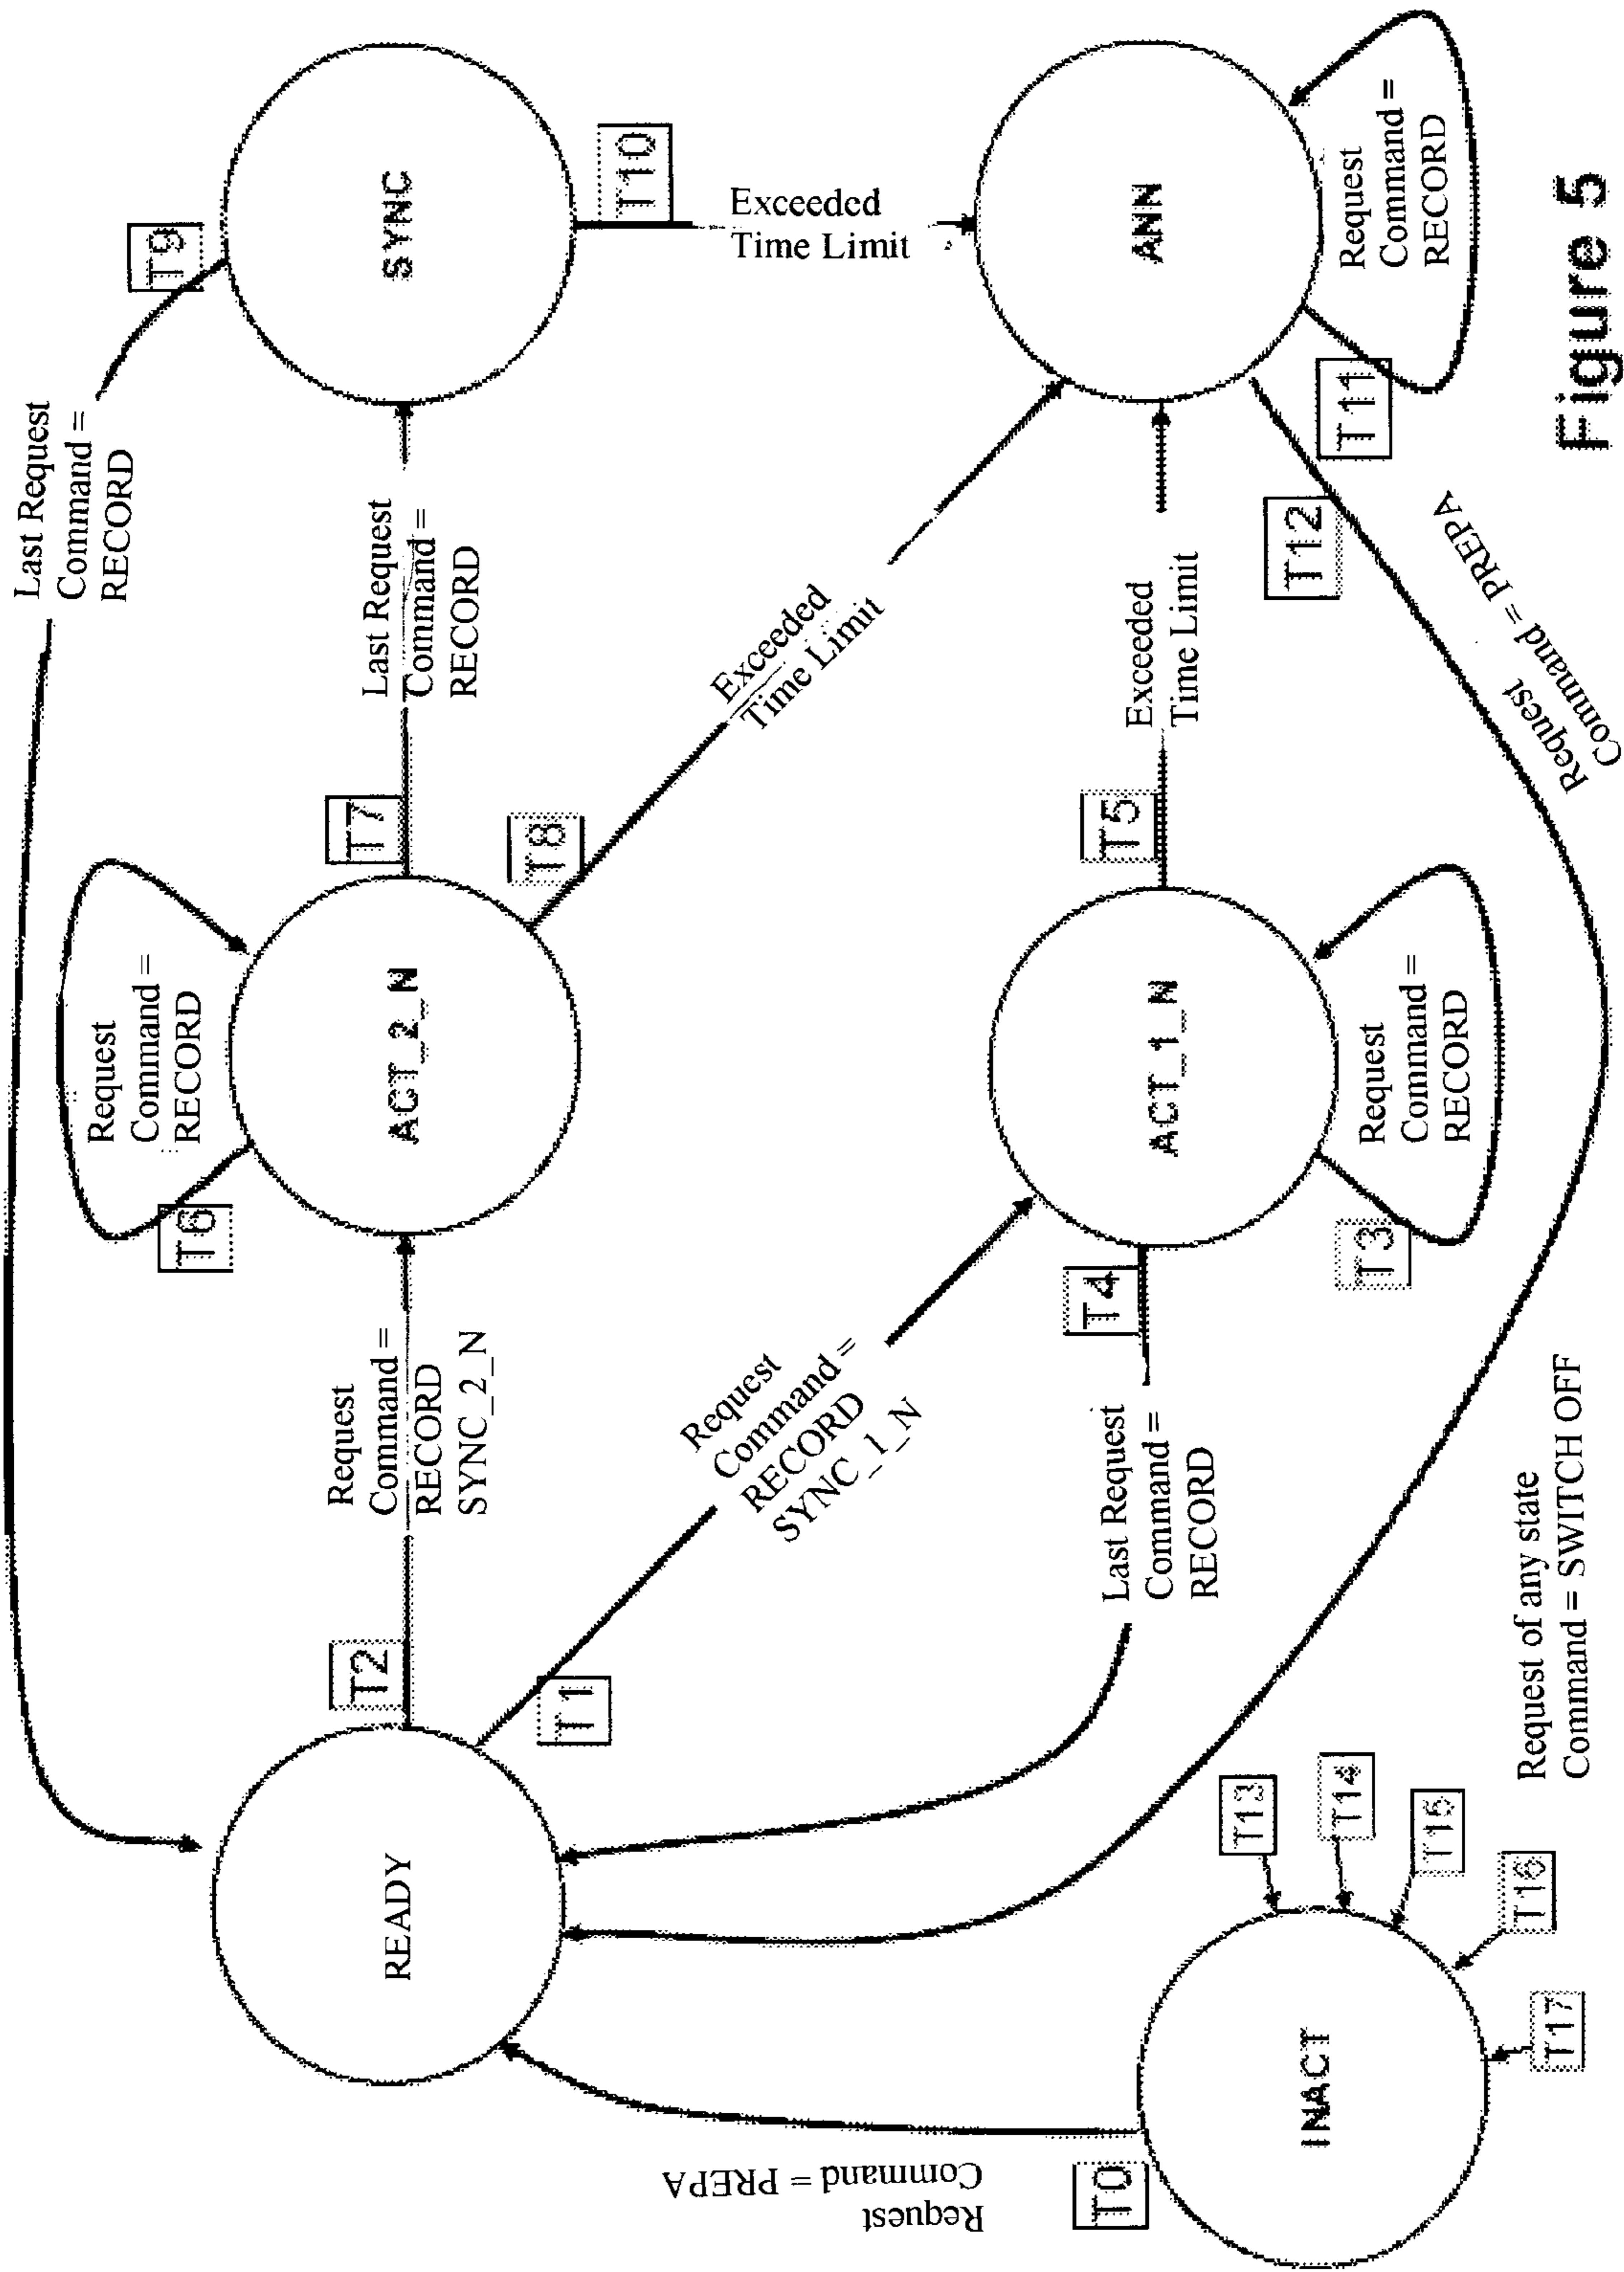 Last Request
Command =
RECORD
T9
SYNC
T10
Exceeded
Time Limit
ANN
Request
Command =
RECORD
T11
T12
Request
Command = PREPA
Last Request
Command =
RECORD
T7
T8
Exceeded
Time Limit
Exceeded
Time Limit
T5
Request
Command =
RECORD
T6
ACT_2_N
ACT_1_N
Request
Command =
RECORD
T3
T4
Last Request
Command =
RECORD
Request
Command =
RECORD
SYNC_2_N
T2
Request
Command =
RECORD
SYNC_1_N
T1
READY
Request
Command = PREPA
T0
INACT
T13
T14
T15
T16
T17
Request of any state
Command = SWITCH OFF
Figure 5